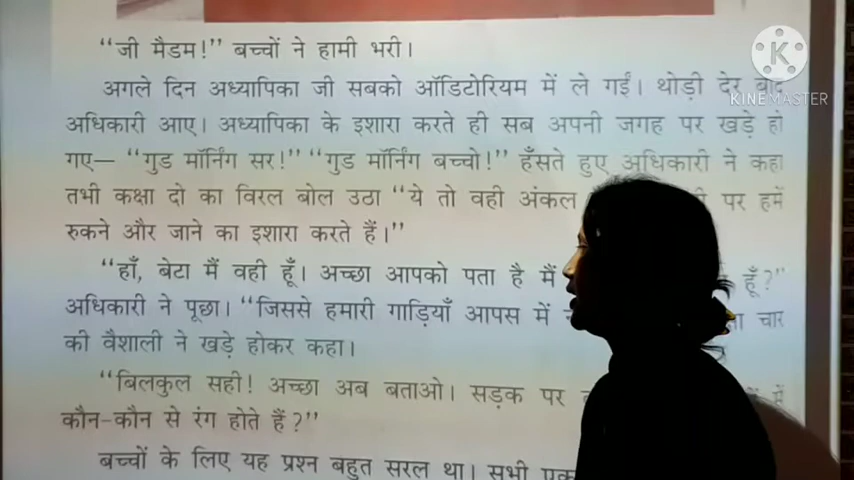 “जी मैडम!” बच्चों ने हामी भरी।
अगले दिन अध्यापिका जी सबको ऑडिटोरियम में ले गईं। थोड़ी देर बाद
KINEMASTER
अधिकारी आए। अध्यापिका के इशारा करते ही सब अपनी जगह पर खड़े हो
गए— “गुड मॉर्निंग सर!” “गुड मॉर्निंग बच्चो!” हँसते हुए अधिकारी ने कहा
तभी कक्षा दो का विरल बोल उठा “ये तो वही अंकल पर हमें
रुकने और जाने का इशारा करते हैं।”
“हाँ, बेटा मैं वही हूँ। अच्छा आपको पता है मैं हूँ?”
अधिकारी ने पूछा। “जिससे हमारी गाड़ियाँ आपस में चार
की वैशाली ने खड़े होकर कहा।
“बिलकुल सही! अच्छा अब बताओ। सड़क पर में
कौन-कौन से रंग होते हैं?”
बच्चों के लिए यह प्रश्न बहुत सरल था। सभी